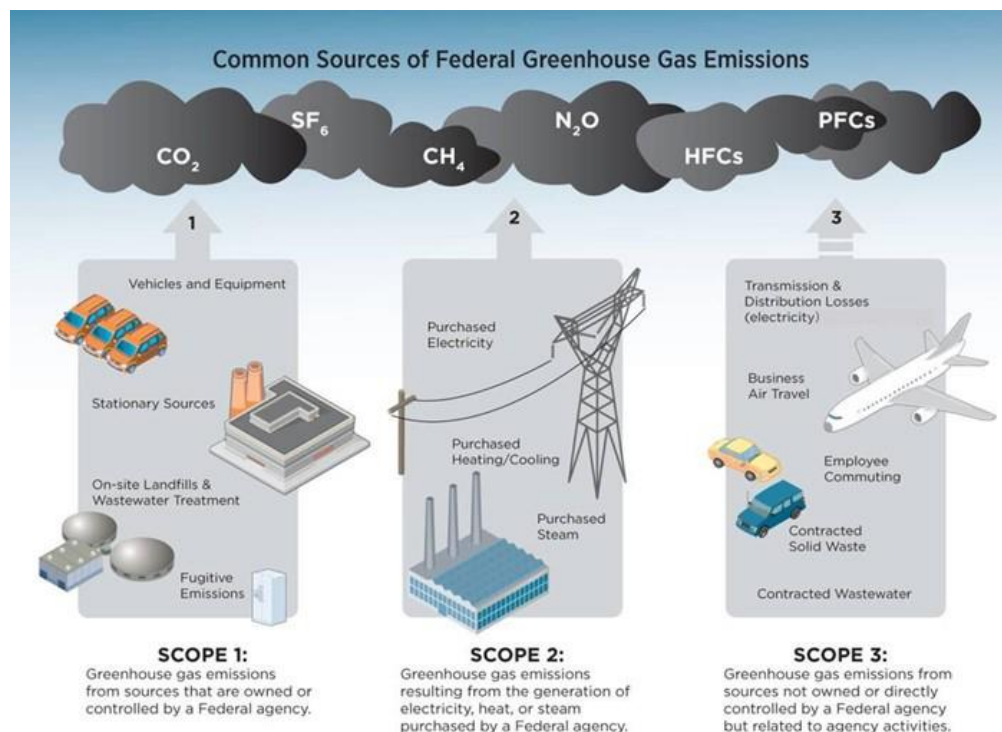 Common Sources of Federal Greenhouse Gas Emissions
CO2
SF6
CH4
N2O
HFCs
PFCs
1
Vehicles and Equipment
Stationary Sources
On-site Landfills &
Wastewater Treatment
Fugitive
Emissions
SCOPE 1:
Greenhouse gas emissions
from sources that are owned or
controlled by a Federal agency.
2
Purchased
Electricity
Purchased
Heating/Cooling
Purchased
Steam
SCOPE 2:
Greenhouse gas emissions
resulting from the generation of
electricity, heat, or steam
purchased by a Federal agency.
3
Transmission &
Distribution Losses
(electricity)
Business
Air Travel
Employee
Commuting
Contracted
Solid Waste
Contracted Wastewater
SCOPE 3:
Greenhouse gas emissions from
sources not owned or directly
controlled by a Federal agency
but related to agency activities.